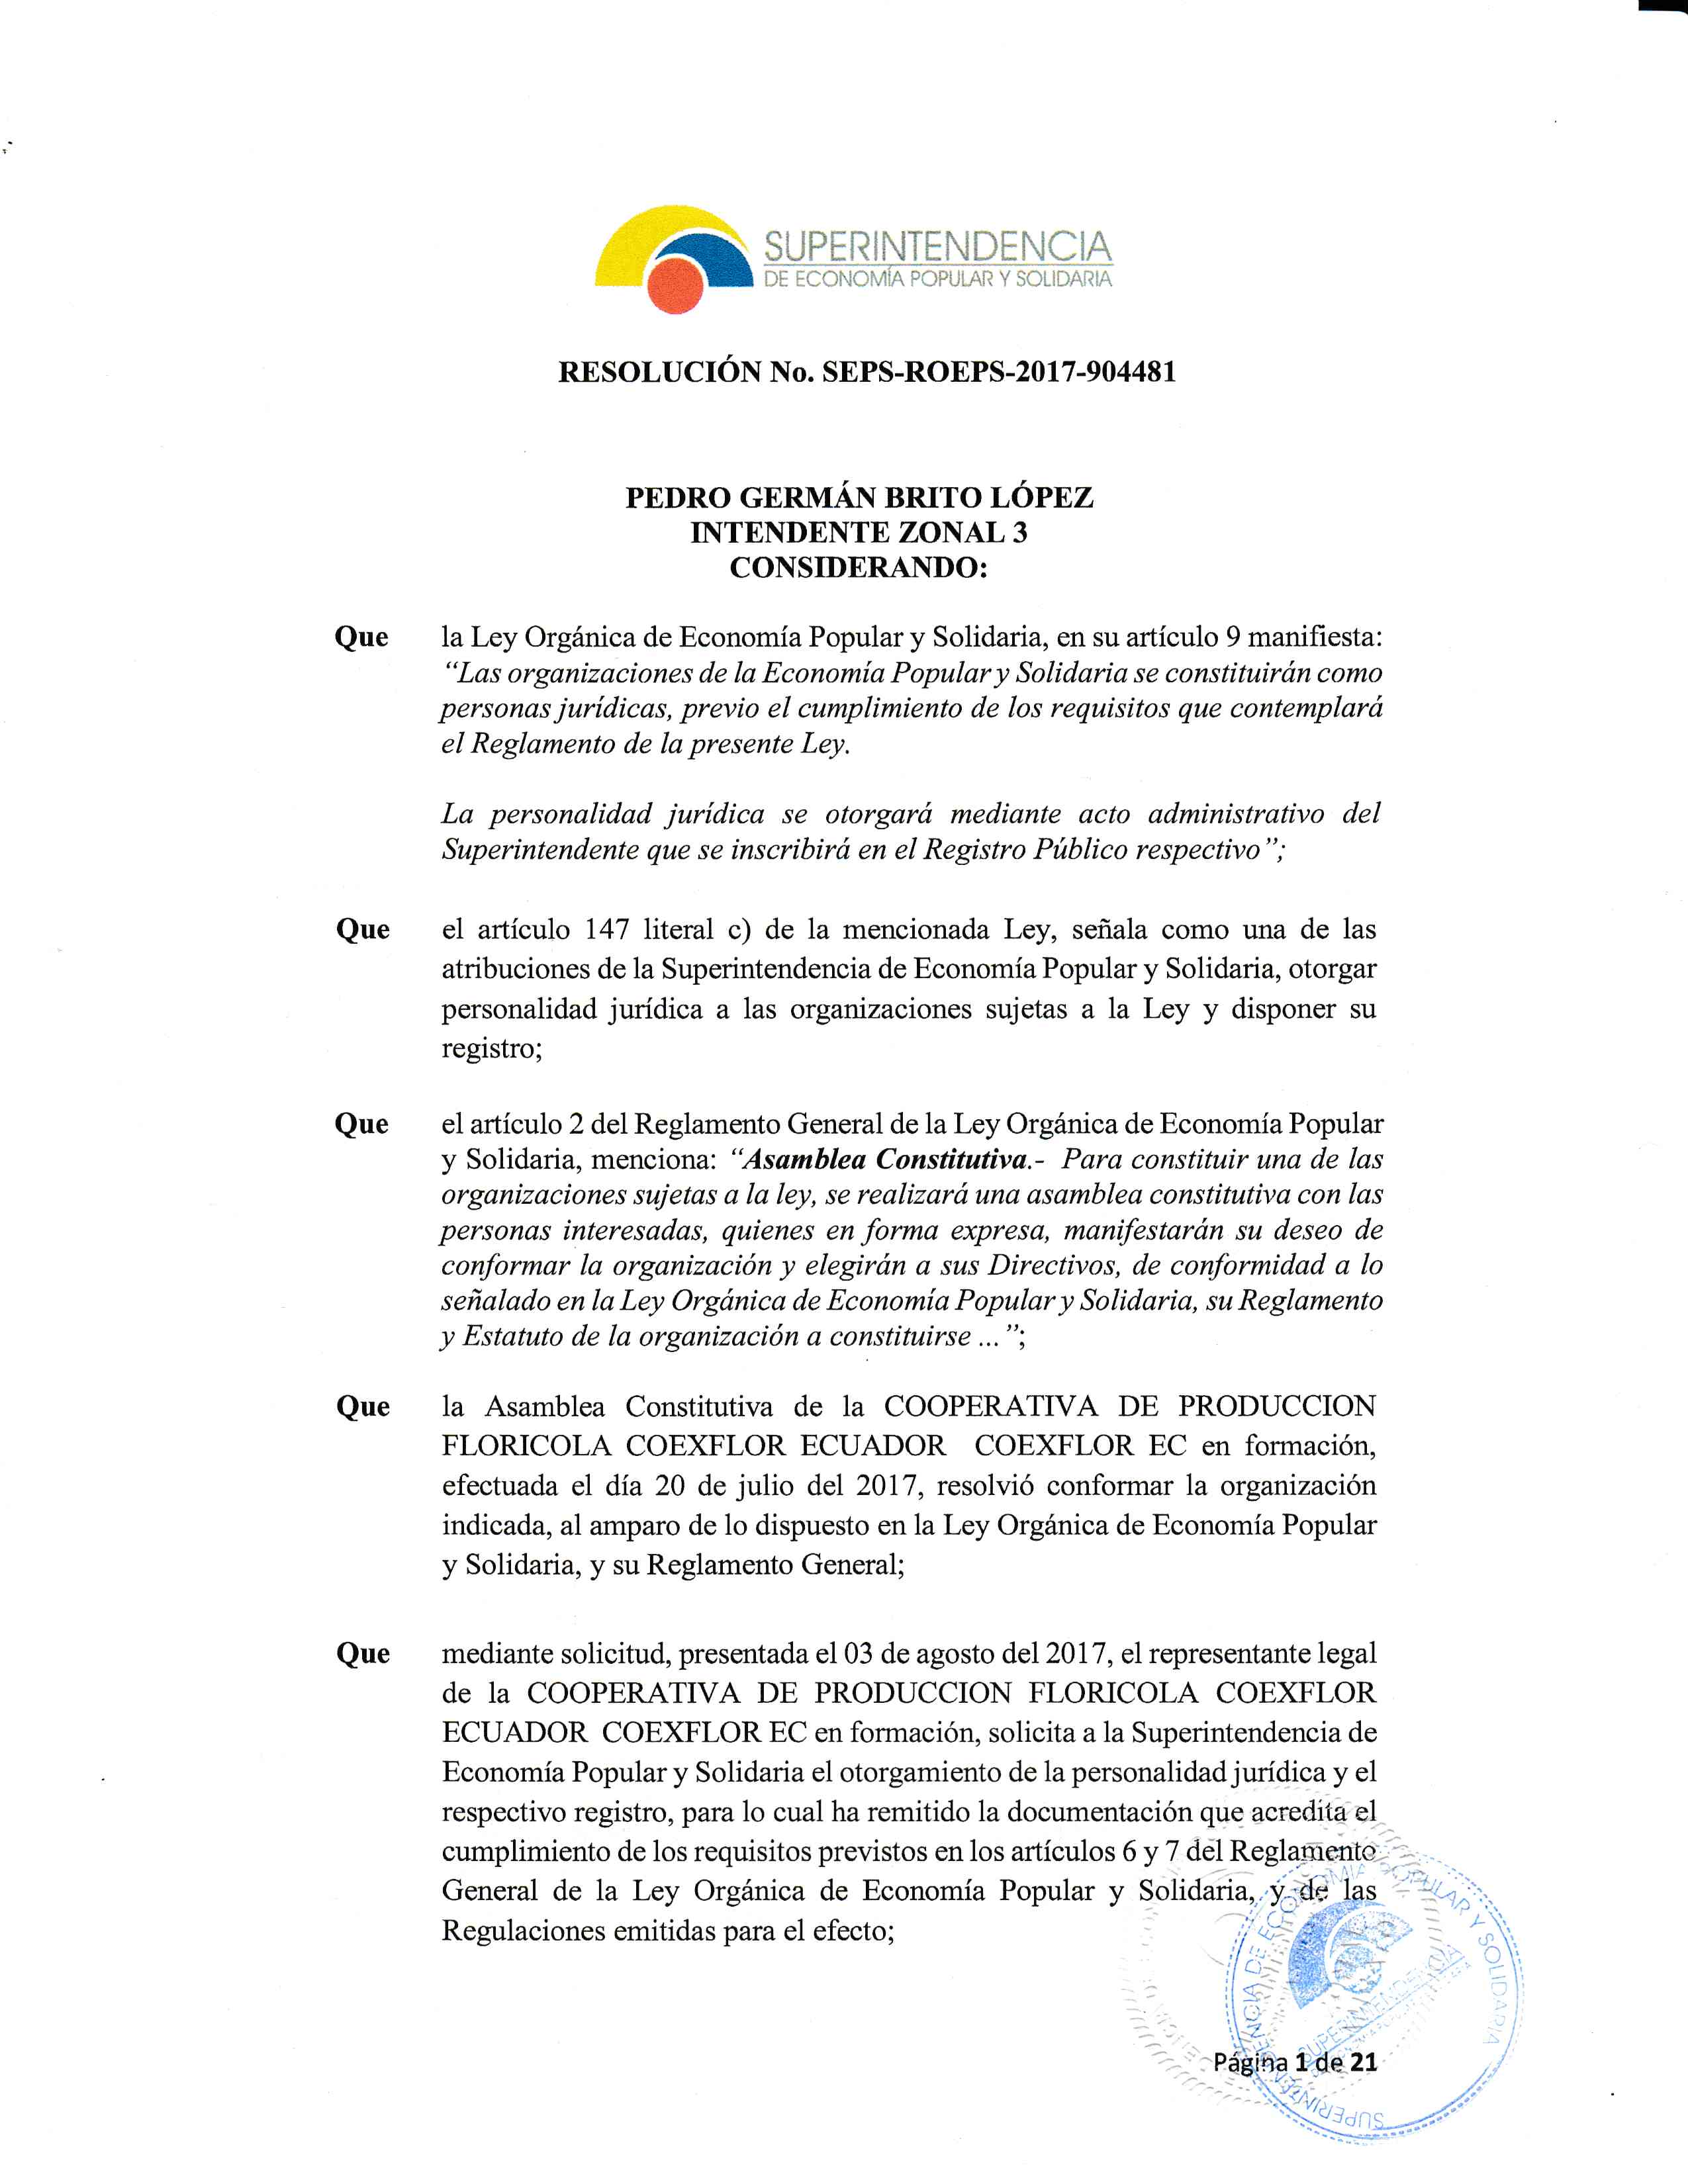 SUPERINTENDENCIA
DE ECONOMÍA POPULAR Y SOLIDARIA
RESOLUCIÓN No. SEPS-ROEPS-2017-904481
PEDRO GERMÁN BRITO LÓPEZ
INTENDENTE ZONAL 3
CONSIDERANDO:
Que la Ley Orgánica de Economía Popular y Solidaria, en su artículo 9 manifiesta:
“Las organizaciones de la Economía Popular y Solidaria se constituirán como
personas jurídicas, previo el cumplimiento de los requisitos que contemplará
el Reglamento de la presente Ley.
La personalidad jurídica se otorgará mediante acto administrativo del
Superintendente que se inscribirá en el Registro Público respectivo”;
Que el artículo 147 literal c) de la mencionada Ley, señala como una de las
atribuciones de la Superintendencia de Economía Popular y Solidaria, otorgar
personalidad jurídica a las organizaciones sujetas a la Ley y disponer su
registro;
Que el artículo 2 del Reglamento General de la Ley Orgánica de Economía Popular
y Solidaria, menciona: “Asamblea Constitutiva.- Para constituir una de las
organizaciones sujetas a la ley, se realizará una asamblea constitutiva con las
personas interesadas, quienes en forma expresa, manifestarán su deseo de
conformar la organización y elegirán a sus Directivos, de conformidad a lo
señalado en la Ley Orgánica de Economía Popular y Solidaria, su Reglamento
y Estatuto de la organización a constituirse ...”;
Que la Asamblea Constitutiva de la COOPERATIVA DE PRODUCCION
FLORICOLA COEXFLOR ECUADOR COEXFLOR EC en formación,
efectuada el día 20 de julio del 2017, resolvió conformar la organización
indicada, al amparo de lo dispuesto en la Ley Orgánica de Economía Popular
y Solidaria, y su Reglamento General;
Que mediante solicitud, presentada el 03 de agosto del 2017, el representante legal
de la COOPERATIVA DE PRODUCCION FLORICOLA COEXFLOR
ECUADOR COEXFLOR EC en formación, solicita a la Superintendencia de
Economía Popular y Solidaria el otorgamiento de la personalidad jurídica y el
respectivo registro, para lo cual ha remitido la documentación que acredita el
cumplimiento de los requisitos previstos en los artículos 6 y 7 del Reglamento
General de la Ley Orgánica de Economía Popular y Solidaria, y de las
Regulaciones emitidas para el efecto;
SUPERINTENDENCIA DE ECONOMIA POPULAR Y SOLIDARIA
SUPERINTENDENCIA
Página 1 de 21